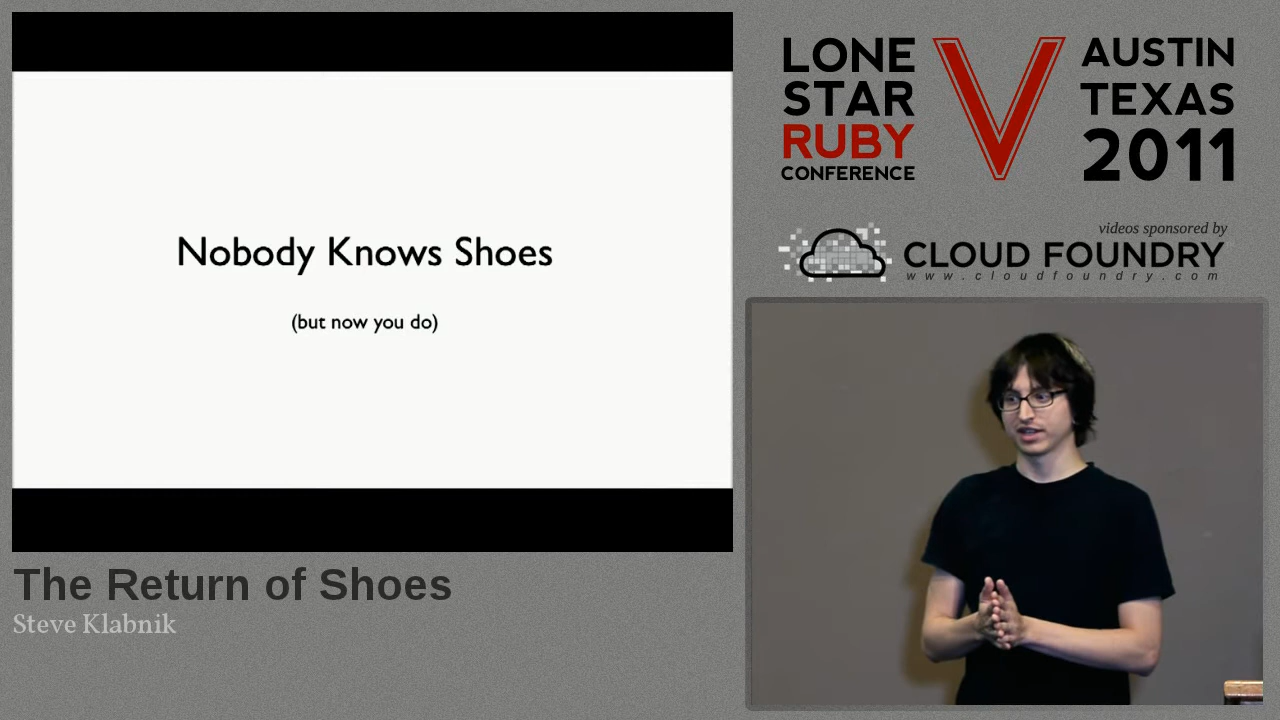 Nobody Knows Shoes
(but now you do)
The Return of Shoes
Steve Klabnik
LONE
STAR
RUBY
CONFERENCE
V
AUSTIN
TEXAS
2011
videos sponsored by
CLOUD FOUNDRY
www.cloudfoundry.com